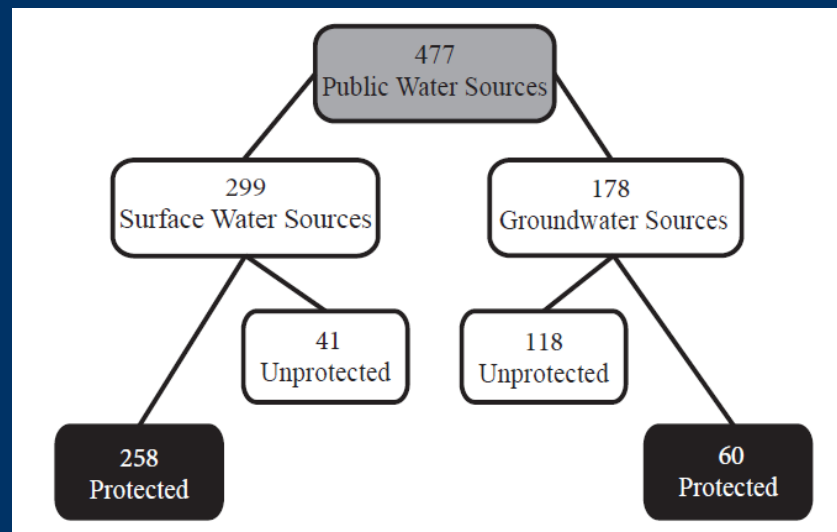 477
Public Water Sources
299
Surface Water Sources
178
Groundwater Sources
41
Unprotected
118
Unprotected
258
Protected
60
Protected